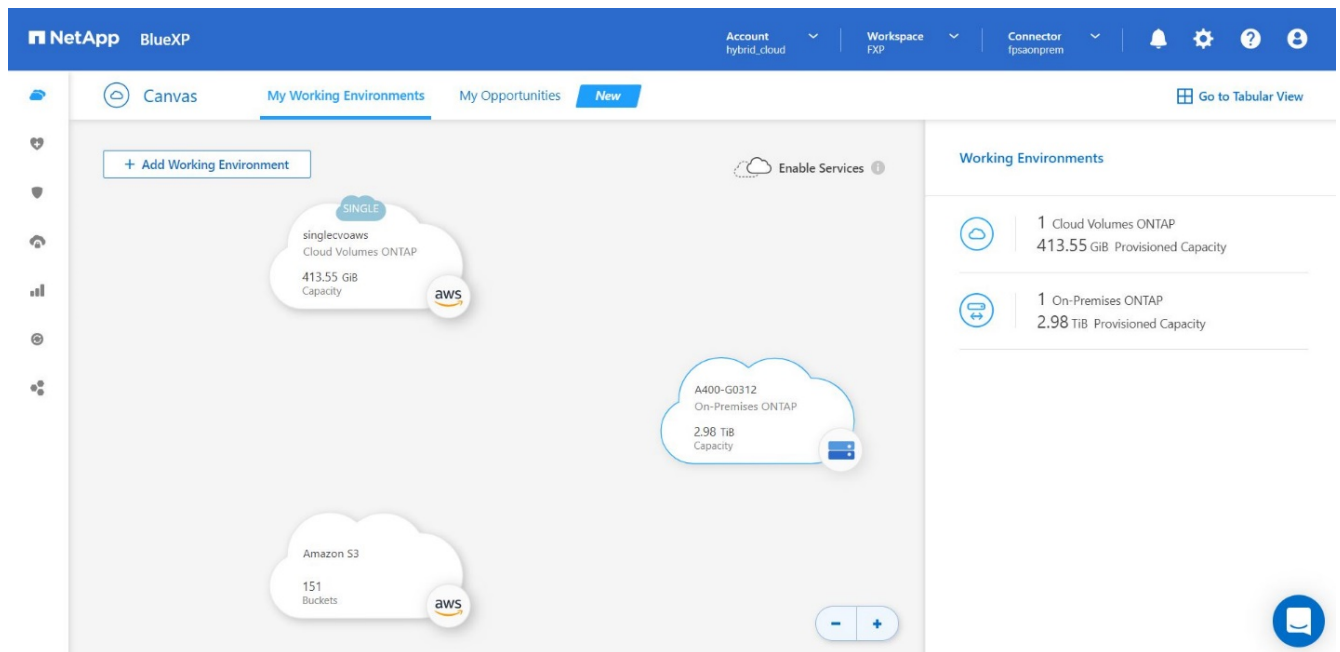 NetApp BlueXP
Account
hybrid_cloud
Workspace
FXP
Connector
fpsaonprem
Canvas
My Working Environments
My Opportunities
New
Go to Tabular View
+ Add Working Environment
Enable Services
SINGLE
singlecvoaws
Cloud Volumes ONTAP
413.55 GiB
Capacity
aws
A400-G0312
On-Premises ONTAP
2.98 TiB
Capacity
Amazon S3
151
Buckets
aws
Working Environments
1 Cloud Volumes ONTAP
413.55 GiB Provisioned Capacity
1 On-Premises ONTAP
2.98 TiB Provisioned Capacity